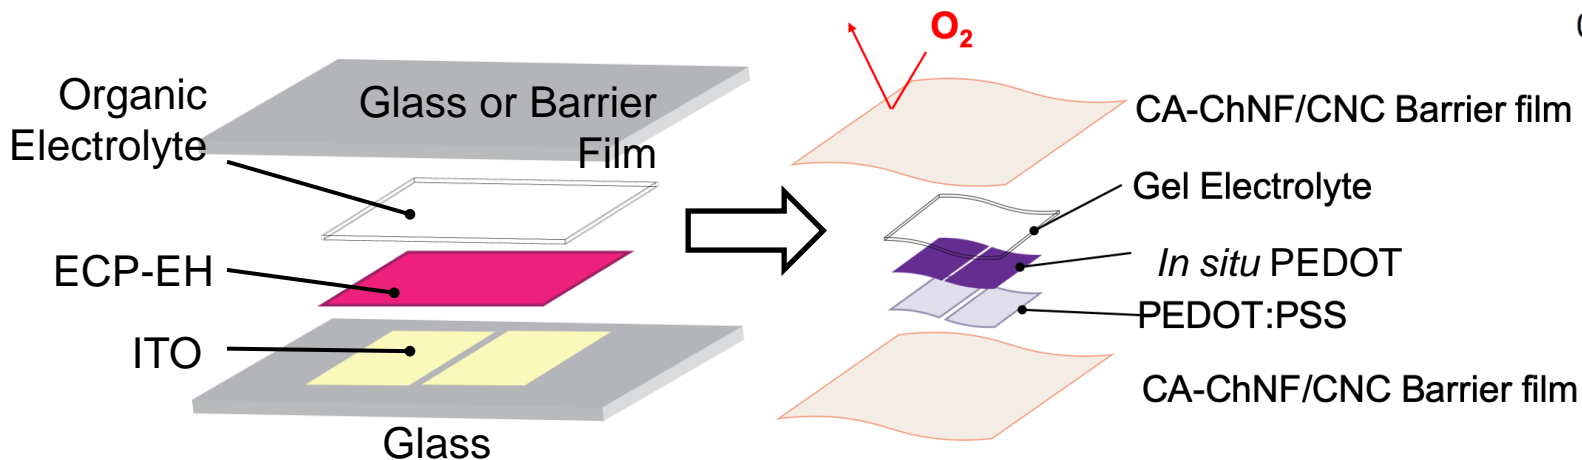 Organic
Electrolyte
Glass or Barrier
Film
ECP-EH
ITO
Glass
O₂
CA-ChNF/CNC Barrier film
Gel Electrolyte
In situ PEDOT
PEDOT:PSS
CA-ChNF/CNC Barrier film